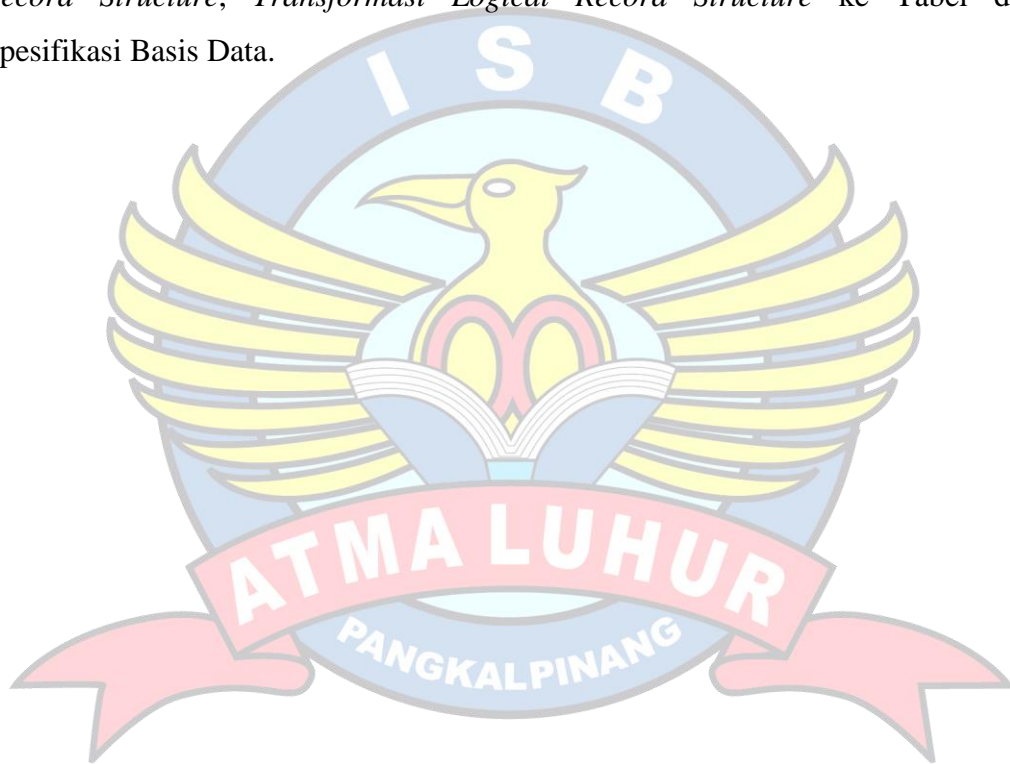 ecord Structure, Transformasi Logical Record Structure ke Tabel d
pesifikasi Basis Data.
I S B
ATMA LUHUR
PANGKALPINANG